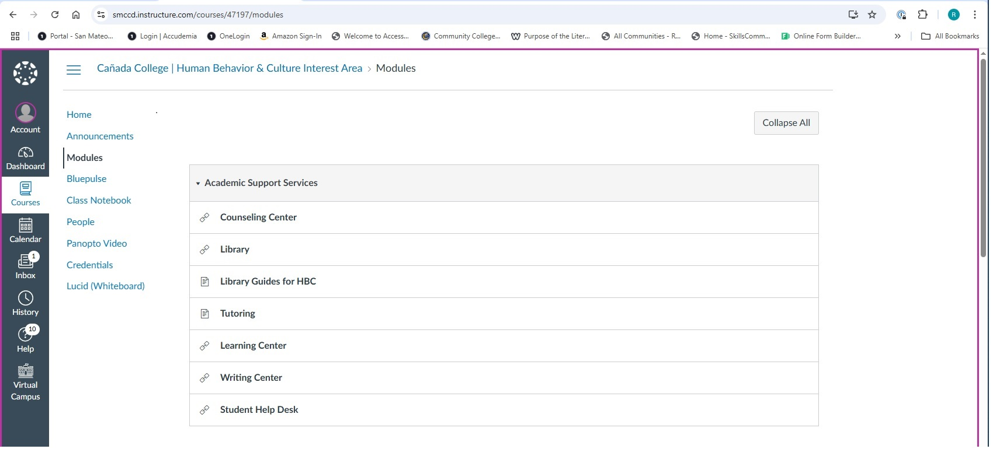 smccd.instructure.com/courses/47197/modules
R
Portal - San Mateo... Login | Accudemia OneLogin Amazon Sign-In Welcome to Access... Community College... Purpose of the Liter... All Communities - R... Home - SkillsComm... Online Form Builder... All Bookmarks
Cañada College | Human Behavior & Culture Interest Area > Modules
Account
Dashboard
Courses
Calendar
1
Inbox
History
10
Help
Virtual
Campus
Home
Announcements
Modules
Bluepulse
Class Notebook
People
Panopto Video
Credentials
Lucid (Whiteboard)
Collapse All
Academic Support Services
Counseling Center
Library
Library Guides for HBC
Tutoring
Learning Center
Writing Center
Student Help Desk